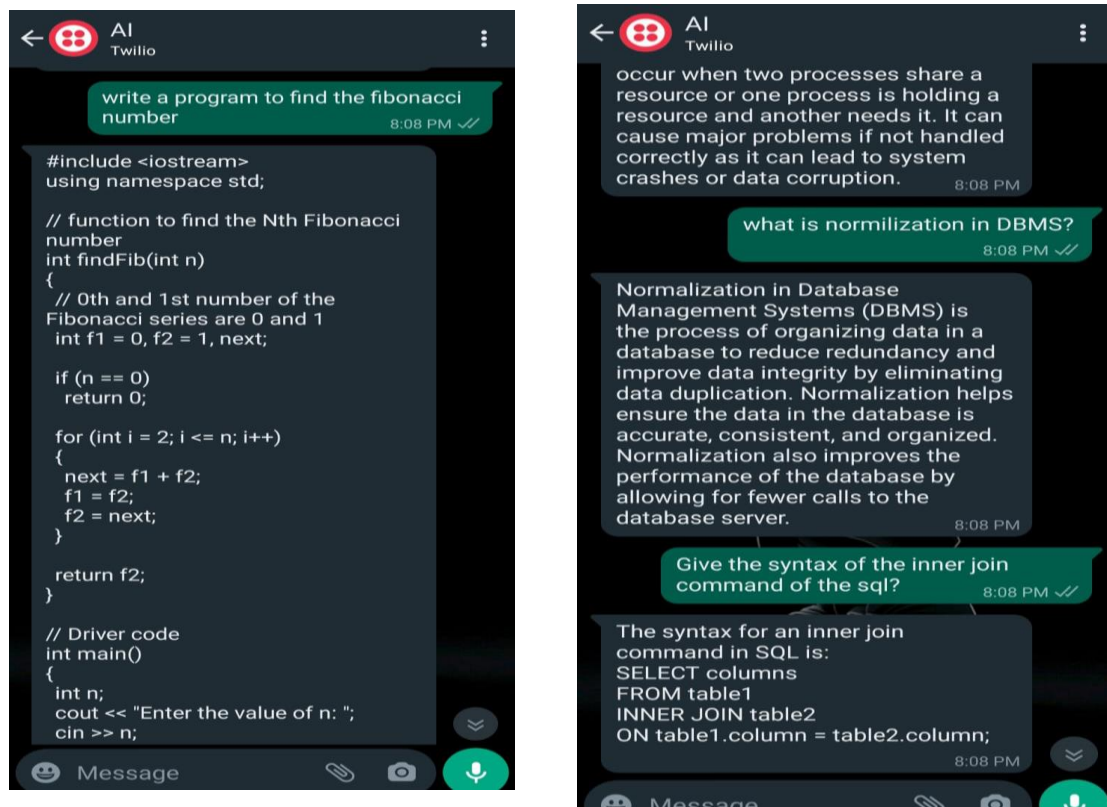 AI
Twilio
write a program to find the fibonacci
number
8:08 PM
#include <iostream>
using namespace std;
// function to find the Nth Fibonacci
number
int findFib(int n)
{
// 0th and 1st number of the
Fibonacci series are 0 and 1
int f1 = 0, f2 = 1, next;
if (n == 0)
return 0;
for (int i = 2; i <= n; i++)
{
next = f1 + f2;
f1 = f2;
f2 = next;
}
return f2;
}
// Driver code
int main()
{
int n;
cout << "Enter the value of n: ";
cin >> n;
Message
AI
Twilio
occur when two processes share a
resource or one process is holding a
resource and another needs it. It can
cause major problems if not handled
correctly as it can lead to system
crashes or data corruption.
8:08 PM
what is normilization in DBMS?
8:08 PM
Normalization in Database
Management Systems (DBMS) is
the process of organizing data in a
database to reduce redundancy and
improve data integrity by eliminating
data duplication. Normalization helps
ensure the data in the database is
accurate, consistent, and organized.
Normalization also improves the
performance of the database by
allowing for fewer calls to the
database server.
8:08 PM
Give the syntax of the inner join
command of the sql?
8:08 PM
The syntax for an inner join
command in SQL is:
SELECT columns
FROM table1
INNER JOIN table2
ON table1.column = table2.column;
8:08 PM
Message